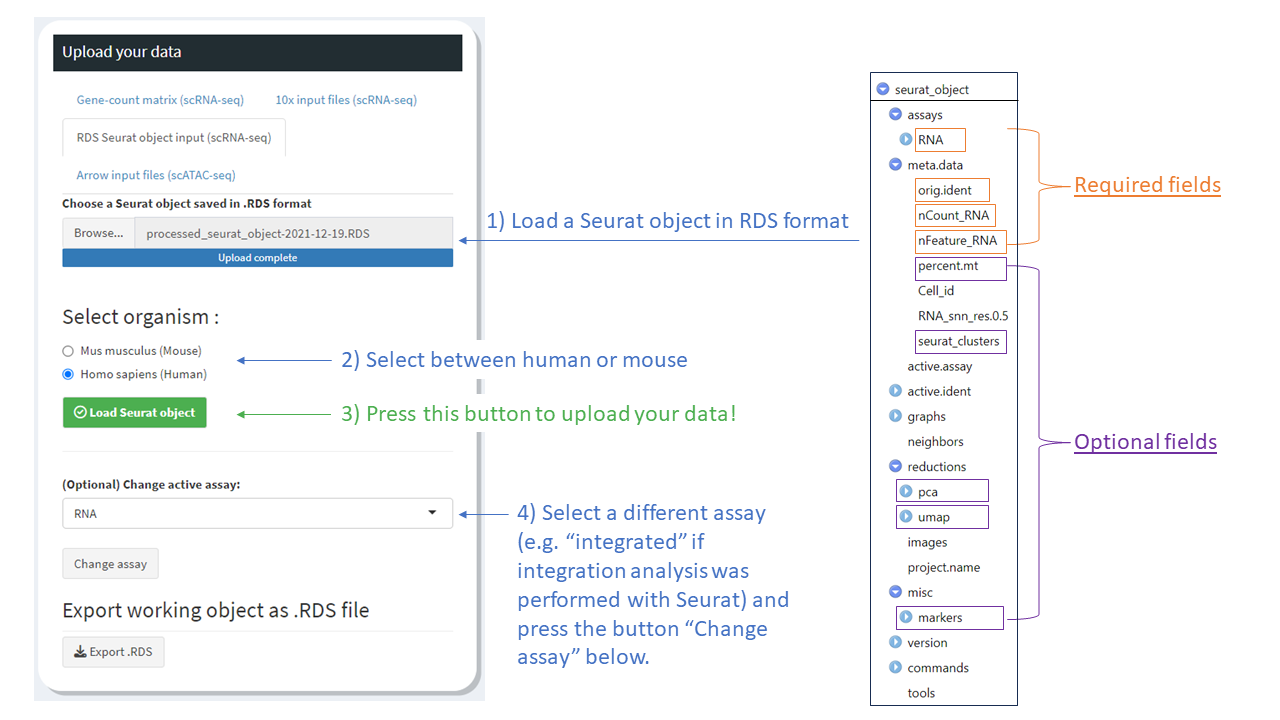 Upload your data
Gene-count matrix (scRNA-seq)
10x input files (scRNA-seq)
RDS Seurat object input (scRNA-seq)
Arrow input files (scATAC-seq)
Choose a Seurat object saved in .RDS format
Browse...
processed_seurat_object-2021-12-19.RDS
Upload complete
1) Load a Seurat object in RDS format
Select organism :
Mus musculus (Mouse)
Homo sapiens (Human)
2) Select between human or mouse
Load Seurat object
3) Press this button to upload your data!
(Optional) Change active assay:
RNA
Change assay
4) Select a different assay
(e.g. “integrated” if
integration analysis was
performed with Seurat) and
press the button “Change
assay” below.
Export working object as .RDS file
Export .RDS
seurat_object
assays
RNA
meta.data
orig.ident
nCount_RNA
nFeature_RNA
percent.mt
Cell_id
RNA_snn_res.0.5
seurat_clusters
active.assay
active.ident
graphs
neighbors
reductions
pca
umap
images
project.name
misc
markers
version
commands
tools
Required fields
Optional fields